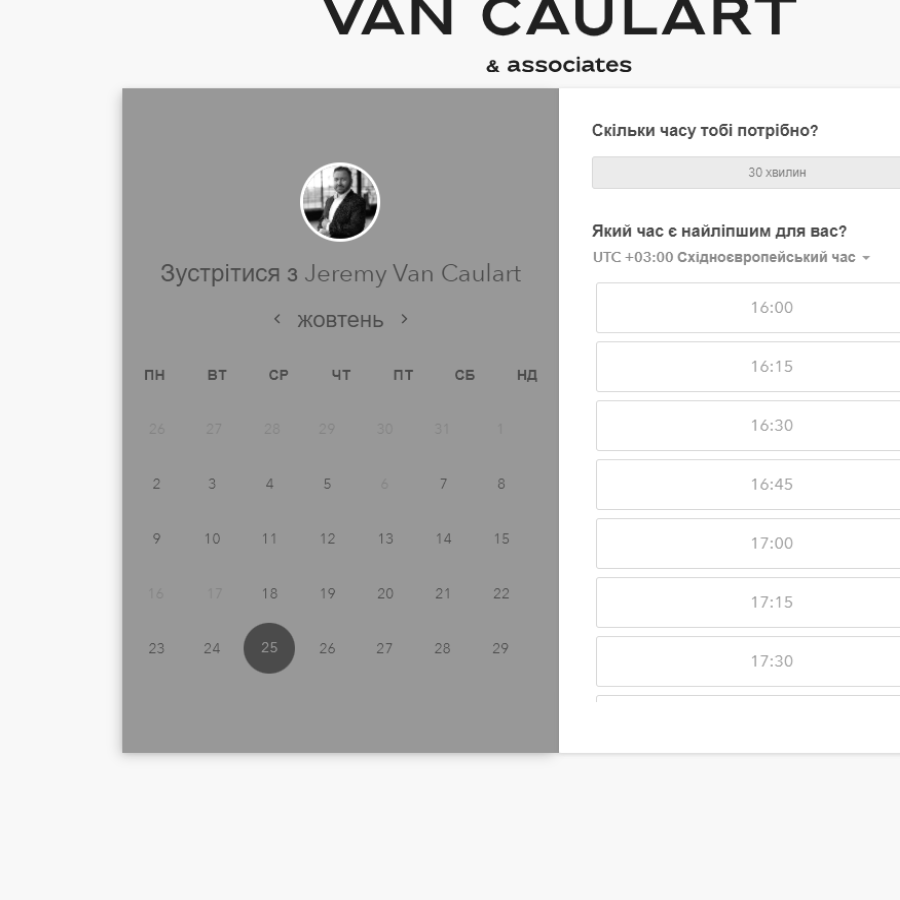 VAN CAULART
& associates
Зустрітися з Jeremy Van Caulart
жовтень
ПН ВТ СР ЧТ ПТ СБ НД
26 27 28 29 30 31 1
2 3 4 5 6 7 8
9 10 11 12 13 14 15
16 17 18 19 20 21 22
23 24 25 26 27 28 29
Скільки часу тобі потрібно?
30 хвилин
Який час є найліпшим для вас?
UTC +03:00 Східноєвропейський час
16:00
16:15
16:30
16:45
17:00
17:15
17:30